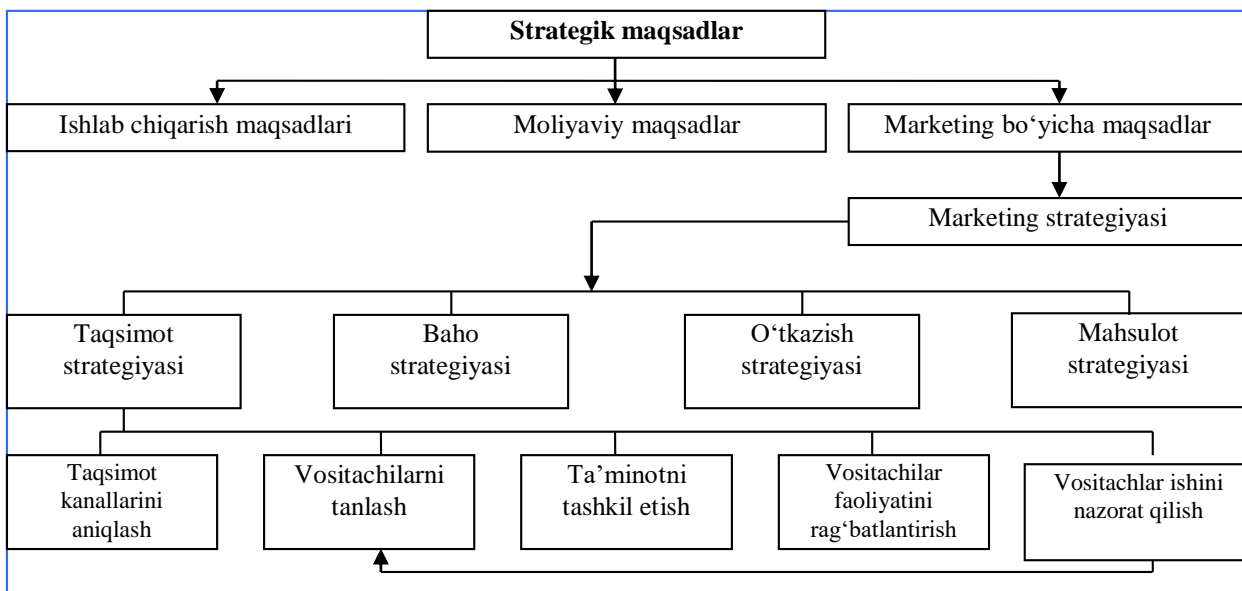 Strategik maqsadlar
Ishlab chiqarish maqsadlari
Moliyaviy maqsadlar
Marketing bo‘yicha maqsadlar
Marketing strategiyasi
Taqsimot
strategiyasi
Baho
strategiyasi
O‘tkazish
strategiyasi
Mahsulot
strategiyasi
Taqsimot
kanallarini
aniqlash
Vositachilarni
tanlash
Ta’minotni
tashkil etish
Vositachilar
faoliyatini
rag‘batlantirish
Vositachlar ishini
nazorat qilish